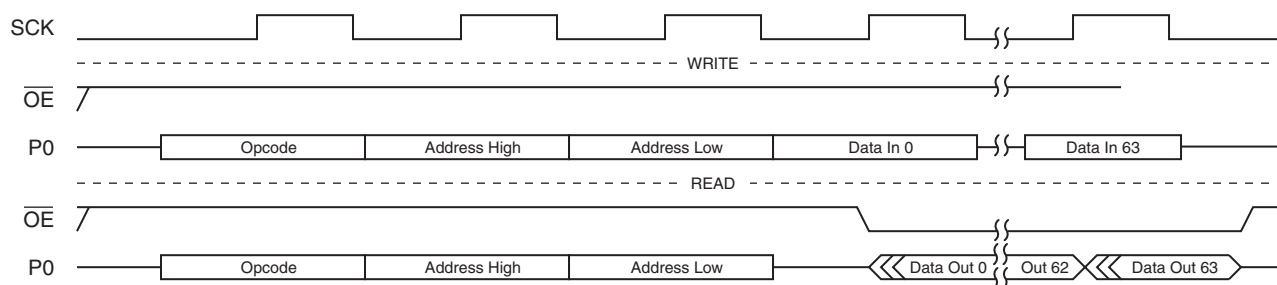 SCK
WRITE
OE
P0 Opcode Address High Address Low Data In 0 Data In 63
READ
OE
P0 Opcode Address High Address Low Data Out 0 Out 62 Data Out 63